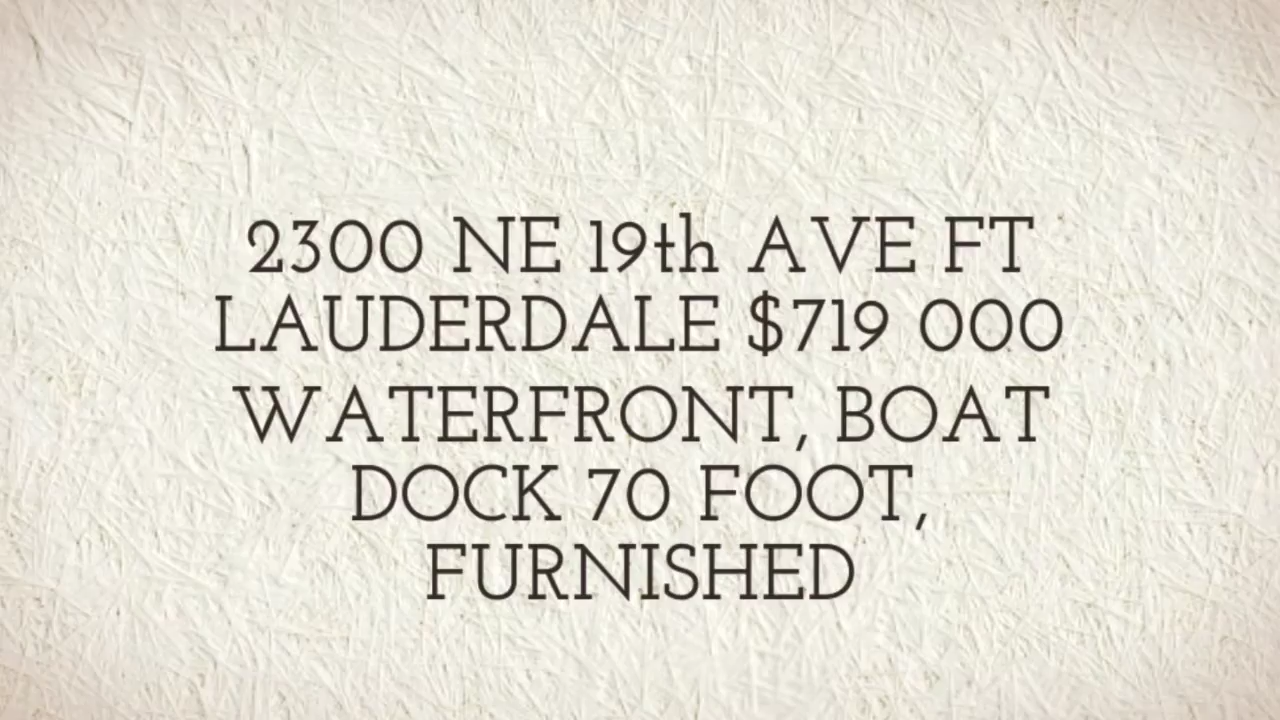 2300 NE 19th AVE FT
LAUDERDALE $719 000
WATERFRONT, BOAT
DOCK 70 FOOT,
FURNISHED